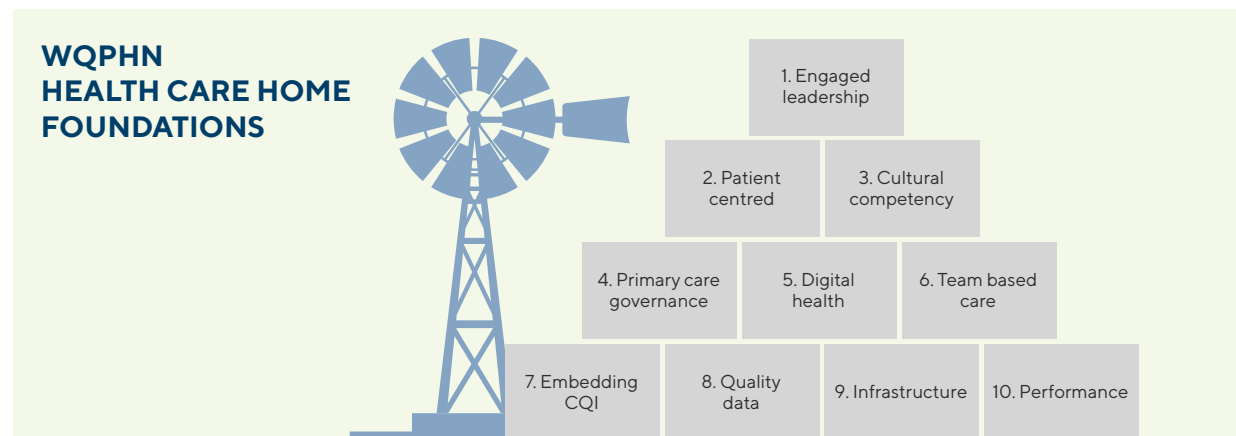 WQPHN
HEALTH CARE HOME
FOUNDATIONS
1. Engaged
leadership
2. Patient
centred
3. Cultural
competency
4. Primary care
governance
5. Digital
health
6. Team based
care
7. Embedding
CQI
8. Quality
data
9. Infrastructure
10. Performance